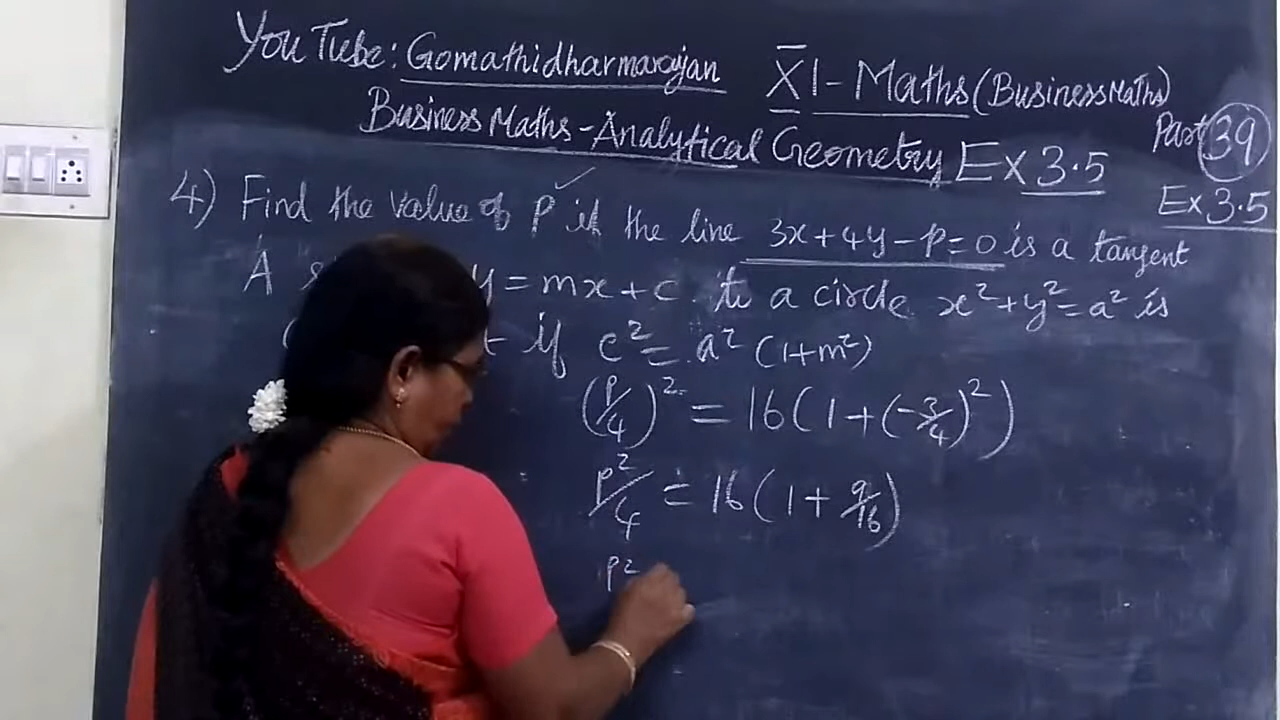 YouTube: Gomathidharmarajan XI-Maths (Business Maths)
Business Maths-Analytical Geometry Ex 3.5
Part 39
Ex 3.5
4) Find the value of P if the line 3x+4y-p=0 is a tangent
A y=mx+c to a circle x²+y²=a² is
if c²=a²(1+m²)
(P/4)²=16(1+(-3/4)²)
P²/4=16(1+9/16)
P²